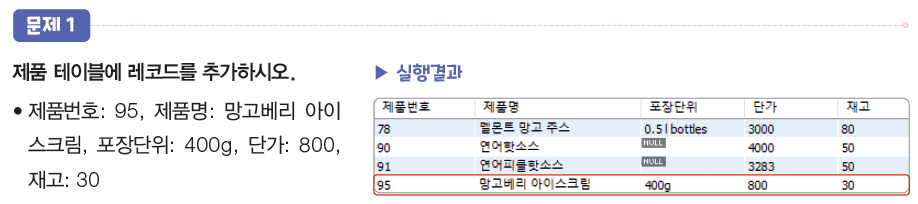 문제 1
제품 테이블에 레코드를 추가하시오.
• 제품번호: 95, 제품명: 망고베리 아이
스크림, 포장단위: 400g, 단가: 800,
재고: 30
▶ 실행결과
제품번호 제품명 포장단위 단가 재고
78 멜몬트 망고 주스 0.5 l bottles 3000 80
90 연어핫소스 NULL 4000 50
91 연어피클핫소스 NULL 3283 50
95 망고베리 아이스크림 400g 800 30